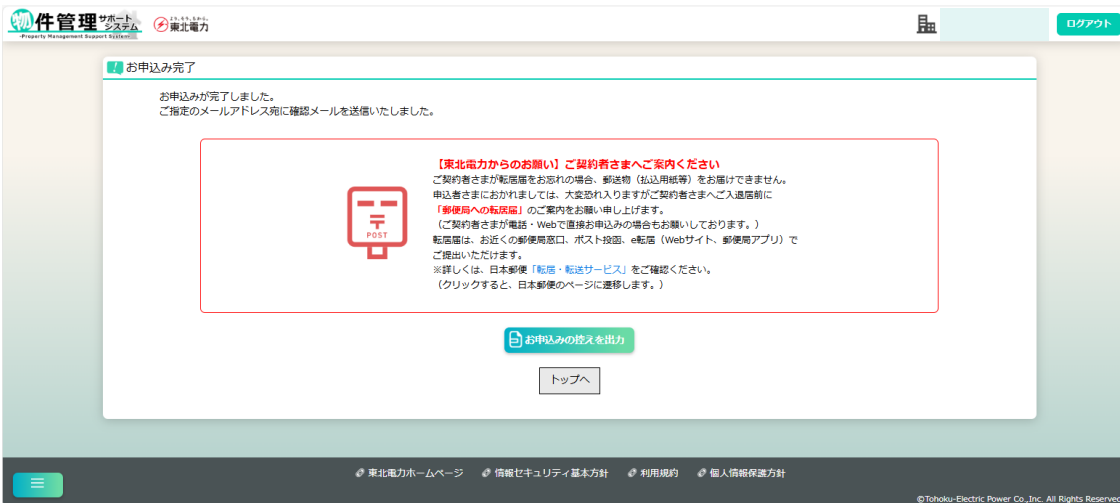 物件管理サポートシステム
-Property Management Support System-
より、そう、ちから。
東北電力
ログアウト
お申込み完了
お申込みが完了しました。
ご指定のメールアドレス宛に確認メールを送信いたしました。
【東北電力からのお願い】ご契約者さまへご案内ください
ご契約者さまが転居届をお忘れの場合、郵送物（払込用紙等）をお届けできません。
申込者さまにおかれましては、大変恐れ入りますがご契約者さまへご入退居前に
「郵便局への転居届」のご案内をお願い申し上げます。
（ご契約者さまが電話・Webで直接お申込みの場合もお願いしております。）
転居届は、お近くの郵便局窓口、ポスト投函、e転居（Webサイト、郵便局アプリ）で
ご提出いただけます。
※詳しくは、日本郵便「転居・転送サービス」をご確認ください。
（クリックすると、日本郵便のページに遷移します。）
〒
POST
お申込みの控えを出力
トップへ
東北電力ホームページ 情報セキュリティ基本方針 利用規約 個人情報保護方針
©Tohoku-Electric Power Co.,Inc. All Rights Reserved